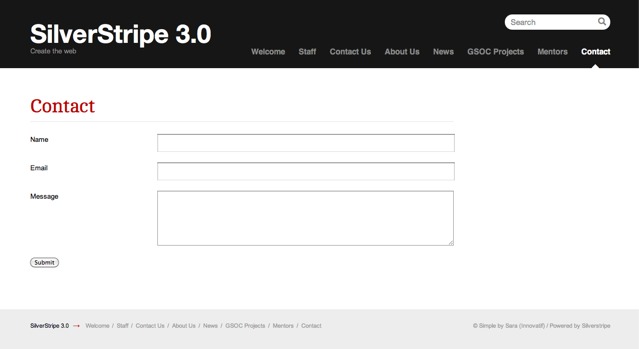 SilverStripe 3.0
Create the web
Search
Welcome Staff Contact Us About Us News GSOC Projects Mentors Contact
Contact
Name
Email
Message
Submit
SilverStripe 3.0 → Welcome / Staff / Contact Us / About Us / News / GSOC Projects / Mentors / Contact
© Simple by Sara (Innovatif) / Powered by Silverstripe